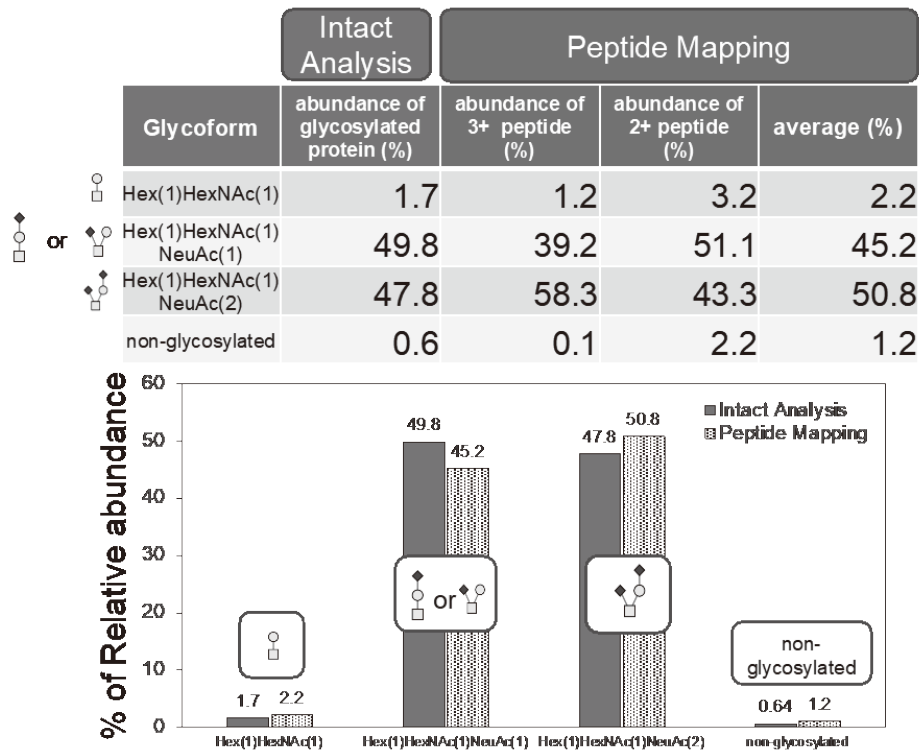 Intact
Analysis
Peptide Mapping
Glycoform
abundance of
glycosylated
protein (%)
abundance of
3+ peptide
(%)
abundance of
2+ peptide
(%)
average (%)
Hex(1)HexNAc(1)
1.7
1.2
3.2
2.2
or
Hex(1)HexNAc(1)
NeuAc(1)
49.8
39.2
51.1
45.2
Hex(1)HexNAc(1)
NeuAc(2)
47.8
58.3
43.3
50.8
non-glycosylated
0.6
0.1
2.2
1.2
% of Relative abundance
60
50
40
30
20
10
0
Intact Analysis
Peptide Mapping
1.7
2.2
49.8
45.2
or
47.8
50.8
non-
glycosylated
0.64
1.2
Hex(1)HexNAc(1)
Hex(1)HexNAc(1)NeuAc(1)
Hex(1)HexNAc(1)NeuAc(2)
non-glycosylated